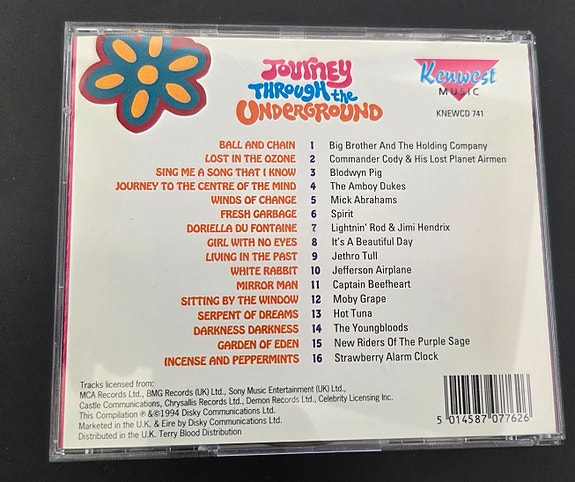 JOURNEY
THROUGH the
UNDERGROUND
Kenwest
MUSIC
KNEWCD 741
BALL AND CHAIN 1 Big Brother And The Holding Company
LOST IN THE OZONE 2 Commander Cody & His Lost Planet Airmen
SING ME A SONG THAT I KNOW 3 Blodwyn Pig
JOURNEY TO THE CENTRE OF THE MIND 4 The Amboy Dukes
WINDS OF CHANGE 5 Mick Abrahams
FRESH GARBAGE 6 Spirit
DORIELLA DU FONTAINE 7 Lightnin' Rod & Jimi Hendrix
GIRL WITH NO EYES 8 It's A Beautiful Day
LIVING IN THE PAST 9 Jethro Tull
WHITE RABBIT 10 Jefferson Airplane
MIRROR MAN 11 Captain Beefheart
SITTING BY THE WINDOW 12 Moby Grape
SERPENT OF DREAMS 13 Hot Tuna
DARKNESS DARKNESS 14 The Youngbloods
GARDEN OF EDEN 15 New Riders Of The Purple Sage
INCENSE AND PEPPERMINTS 16 Strawberry Alarm Clock
Tracks licensed from:
MCA Records Ltd., BMG Records (UK) Ltd., Sony Music Entertainment (UK) Ltd.,
Castle Communications, Chrysallis Records Ltd., Demon Records Ltd., Celebrity Licensing Inc.
This Compilation ℗ &©1994 Disky Communications Ltd.
Marketed in the U.K. & Eire by Disky Communications Ltd.
Distributed in the U.K. Terry Blood Distribution
5 014587 077626